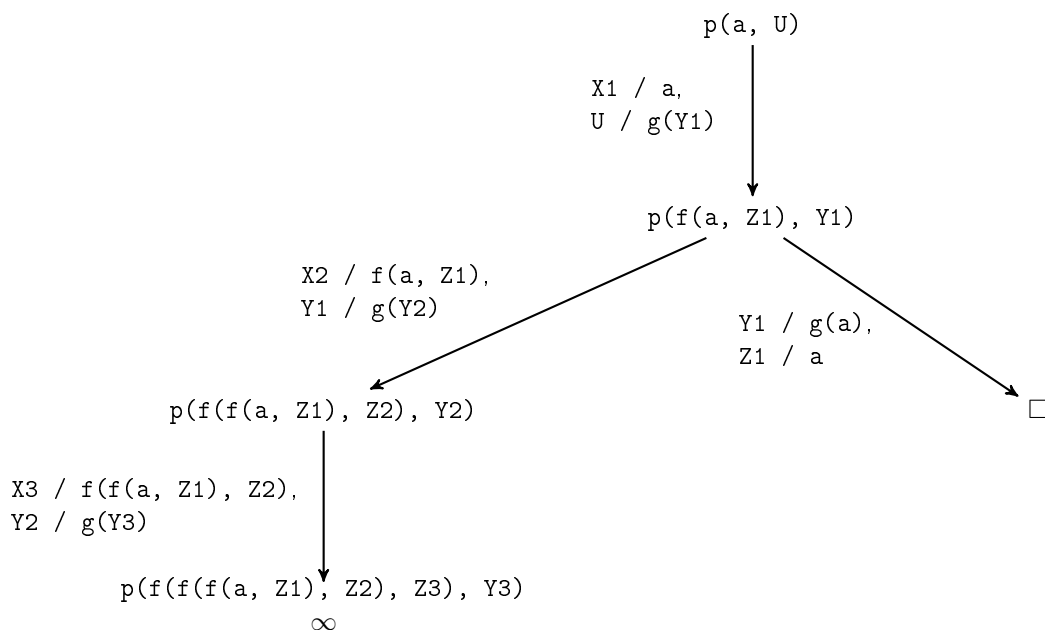 p(a, U)
X1 / a,
U / g(Y1)
p(f(a, Z1), Y1)
X2 / f(a, Z1),
Y1 / g(Y2)
Y1 / g(a),
Z1 / a
p(f(f(a, Z1), Z2), Y2)
□
X3 / f(f(a, Z1), Z2),
Y2 / g(Y3)
p(f(f(f(a, Z1), Z2), Z3), Y3)
∞